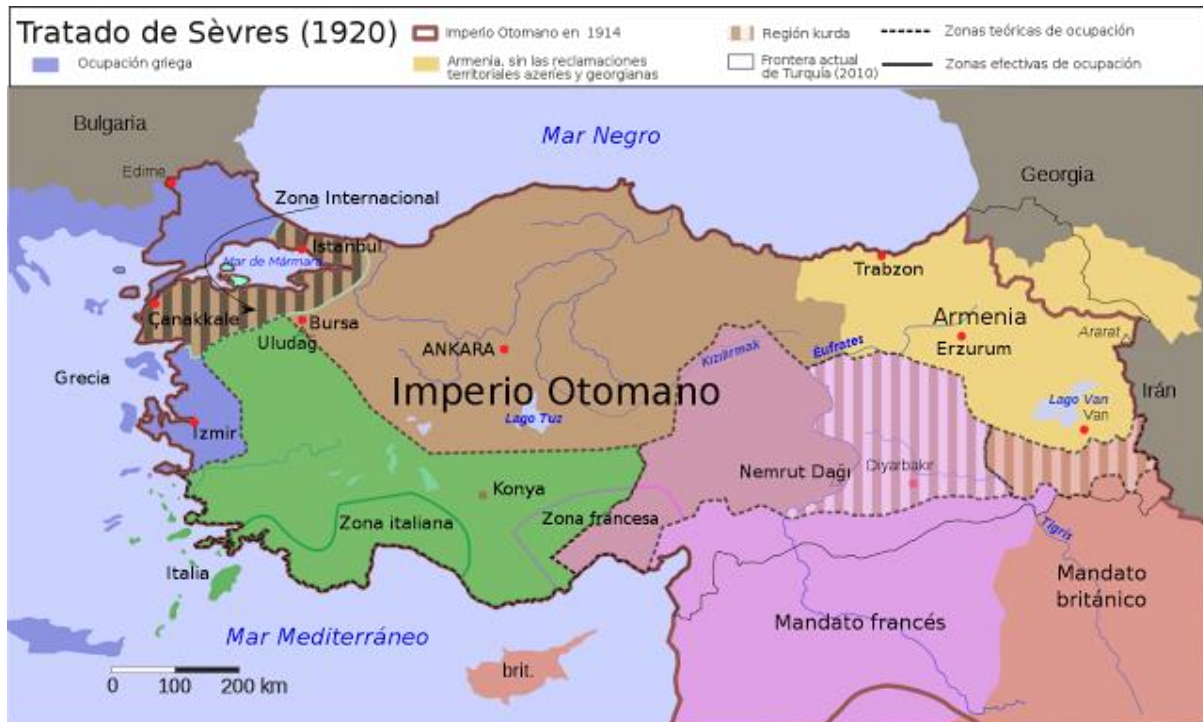 Tratado de Sèvres (1920)
Ocupación griega
Imperio Otomano en 1914
Armenia, sin las reclamaciones
territoriales azeríes y georgianas
Región kurda
Frontera actual
de Turquía (2010)
Zonas teóricas de ocupación
Zonas efectivas de ocupación
Bulgaria
Mar Negro
Georgia
Edirne
Zona Internacional
Istanbul
Mar de Mármara
Trabzon
Çanakkale
Bursa
Uludağ
Armenia
Ararat
Erzurum
Eufrates
ANKARA
Kızılırmak
Grecia
Imperio Otomano
Irán
Lago Van
Van
Lago Tuz
Izmir
Nemrut Dağı
Diyarbakır
Konya
Zona italiana
Zona francesa
Tigris
Italia
Mandato
británico
Mandato francés
Mar Mediterráneo
brit.
0 100 200 km